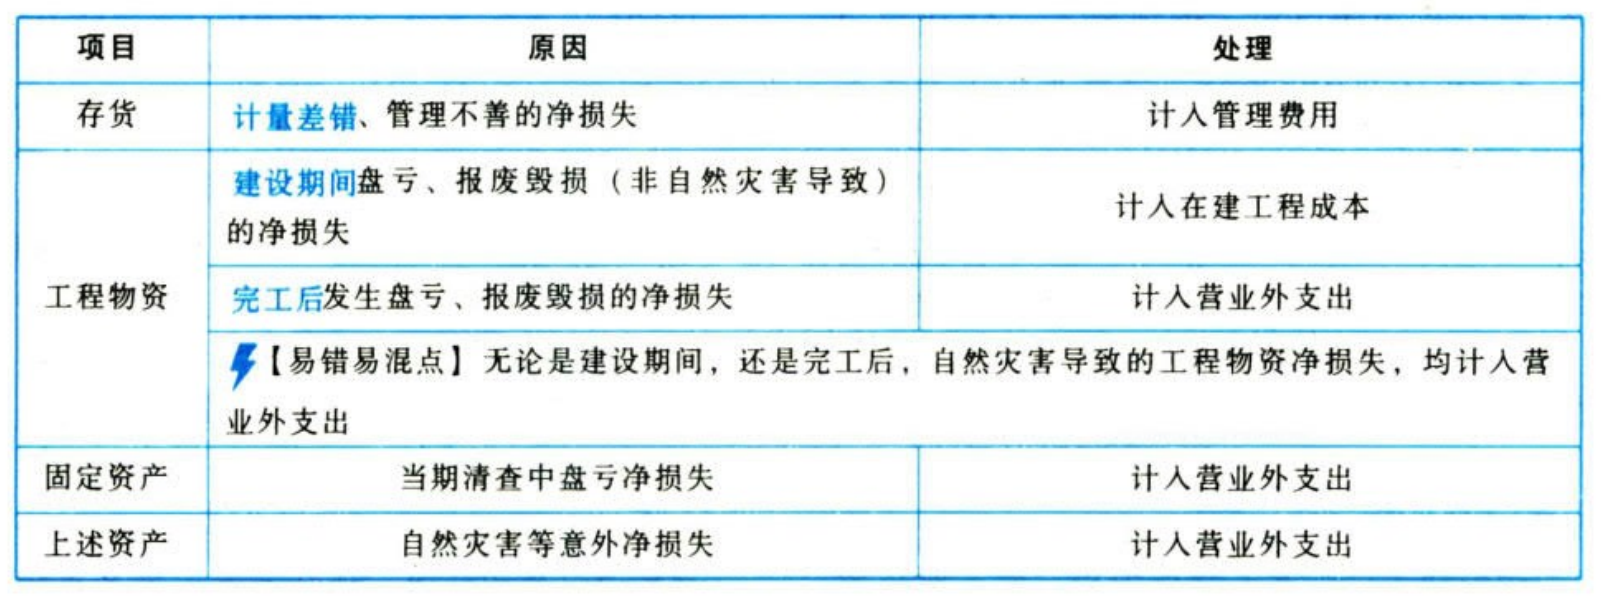 项目 原因 处理
存货 计量差错、管理不善的净损失 计入管理费用
建设期间盘亏、报废毁损（非自然灾害导致）
的净损失
计入在建工程成本
工程物资
完工后发生盘亏、报废毁损的净损失 计入营业外支出
【易错易混点】无论是建设期间，还是完工后，自然灾害导致的工程物资净损失，均计入营
业外支出
固定资产 当期清查中盘亏净损失 计入营业外支出
上述资产 自然灾害等意外净损失 计入营业外支出